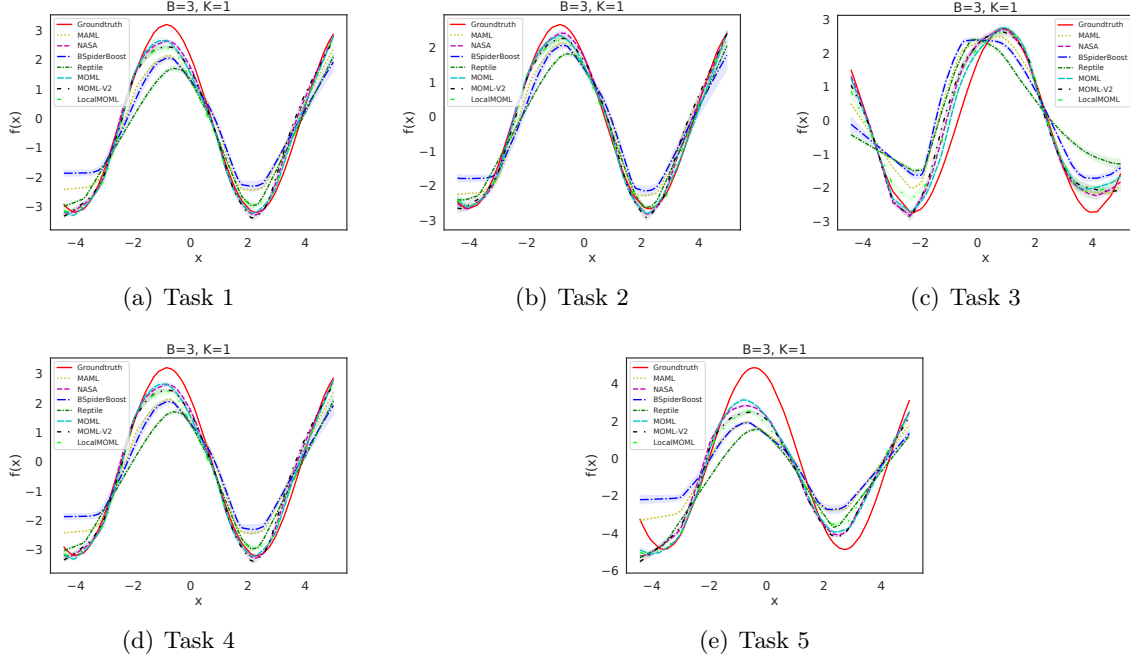 B=3, K=1
Groundtruth
MAML
NASA
BSpiderBoost
Reptile
MOML
MOML-V2
LocalMOML
f(x)
3
2
1
0
−1
−2
−3
−4 −2 0 2 4
x
(a) Task 1
B=3, K=1
Groundtruth
MAML
NASA
BSpiderBoost
Reptile
MOML
MOML-V2
LocalMOML
f(x)
2
1
0
−1
−2
−3
−4 −2 0 2 4
x
(b) Task 2
B=3, K=1
Groundtruth
MAML
NASA
BSpiderBoost
Reptile
MOML
MOML-V2
LocalMOML
f(x)
3
2
1
0
−1
−2
−3
−4 −2 0 2 4
x
(c) Task 3
B=3, K=1
Groundtruth
MAML
NASA
BSpiderBoost
Reptile
MOML
MOML-V2
LocalMOML
f(x)
3
2
1
0
−1
−2
−3
−4 −2 0 2 4
x
(d) Task 4
B=3, K=1
Groundtruth
MAML
NASA
BSpiderBoost
Reptile
MOML
MOML-V2
LocalMOML
f(x)
4
2
0
−2
−4
−6
−4 −2 0 2 4
x
(e) Task 5